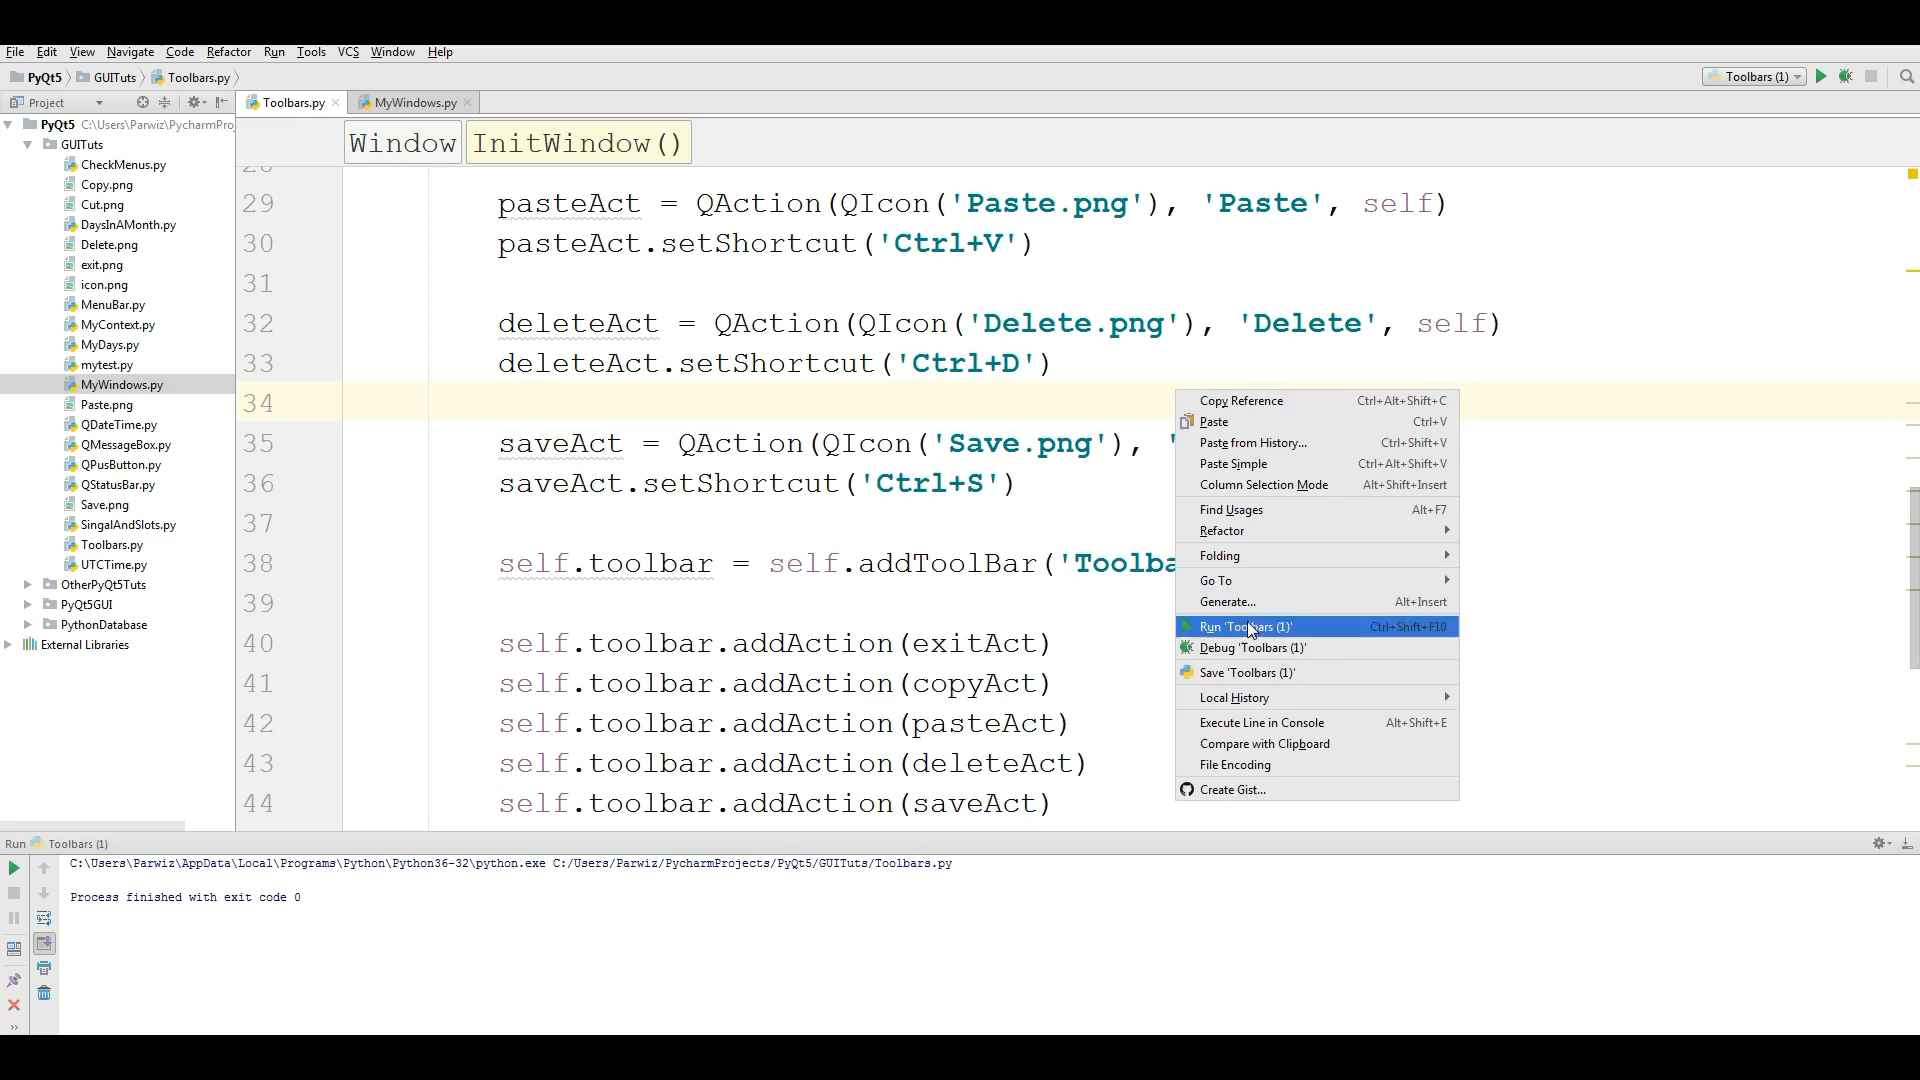 File Edit View Navigate Code Refactor Run Tools VCS Window Help
PyQt5 GUITuts Toolbars.py Toolbars (1)
Project Toolbars.py MyWindows.py
PyQt5 C:\Users\Parwiz\PycharmProj
GUITuts
CheckMenus.py
Copy.png
Cut.png
DaysInAMonth.py
Delete.png
exit.png
icon.png
MenuBar.py
MyContext.py
MyDays.py
mytest.py
MyWindows.py
Paste.png
QDateTime.py
QMessageBox.py
QPusButton.py
QStatusBar.py
Save.png
SingalAndSlots.py
Toolbars.py
UTCTime.py
OtherPyQt5Tuts
PyQt5GUI
PythonDatabase
External Libraries
Window InitWindow()
29 pasteAct = QAction(QIcon('Paste.png'), 'Paste', self)
30 pasteAct.setShortcut('Ctrl+V')
31
32 deleteAct = QAction(QIcon('Delete.png'), 'Delete', self)
33 deleteAct.setShortcut('Ctrl+D')
34
35 saveAct = QAction(QIcon('Save.png'), '
36 saveAct.setShortcut('Ctrl+S')
37
38 self.toolbar = self.addToolBar('Toolba
39
40 self.toolbar.addAction(exitAct)
41 self.toolbar.addAction(copyAct)
42 self.toolbar.addAction(pasteAct)
43 self.toolbar.addAction(deleteAct)
44 self.toolbar.addAction(saveAct)
Copy Reference Ctrl+Alt+Shift+C
Paste Ctrl+V
Paste from History... Ctrl+Shift+V
Paste Simple Ctrl+Alt+Shift+V
Column Selection Mode Alt+Shift+Insert
Find Usages Alt+F7
Refactor
Folding
Go To
Generate... Alt+Insert
Run 'Toolbars (1)' Ctrl+Shift+F10
Debug 'Toolbars (1)'
Save 'Toolbars (1)'
Local History
Execute Line in Console Alt+Shift+E
Compare with Clipboard
File Encoding
Create Gist...
Run Toolbars (1)
C:\Users\Parwiz\AppData\Local\Programs\Python\Python36-32\python.exe C:/Users/Parwiz/PycharmProjects/PyQt5/GUITuts/Toolbars.py
Process finished with exit code 0